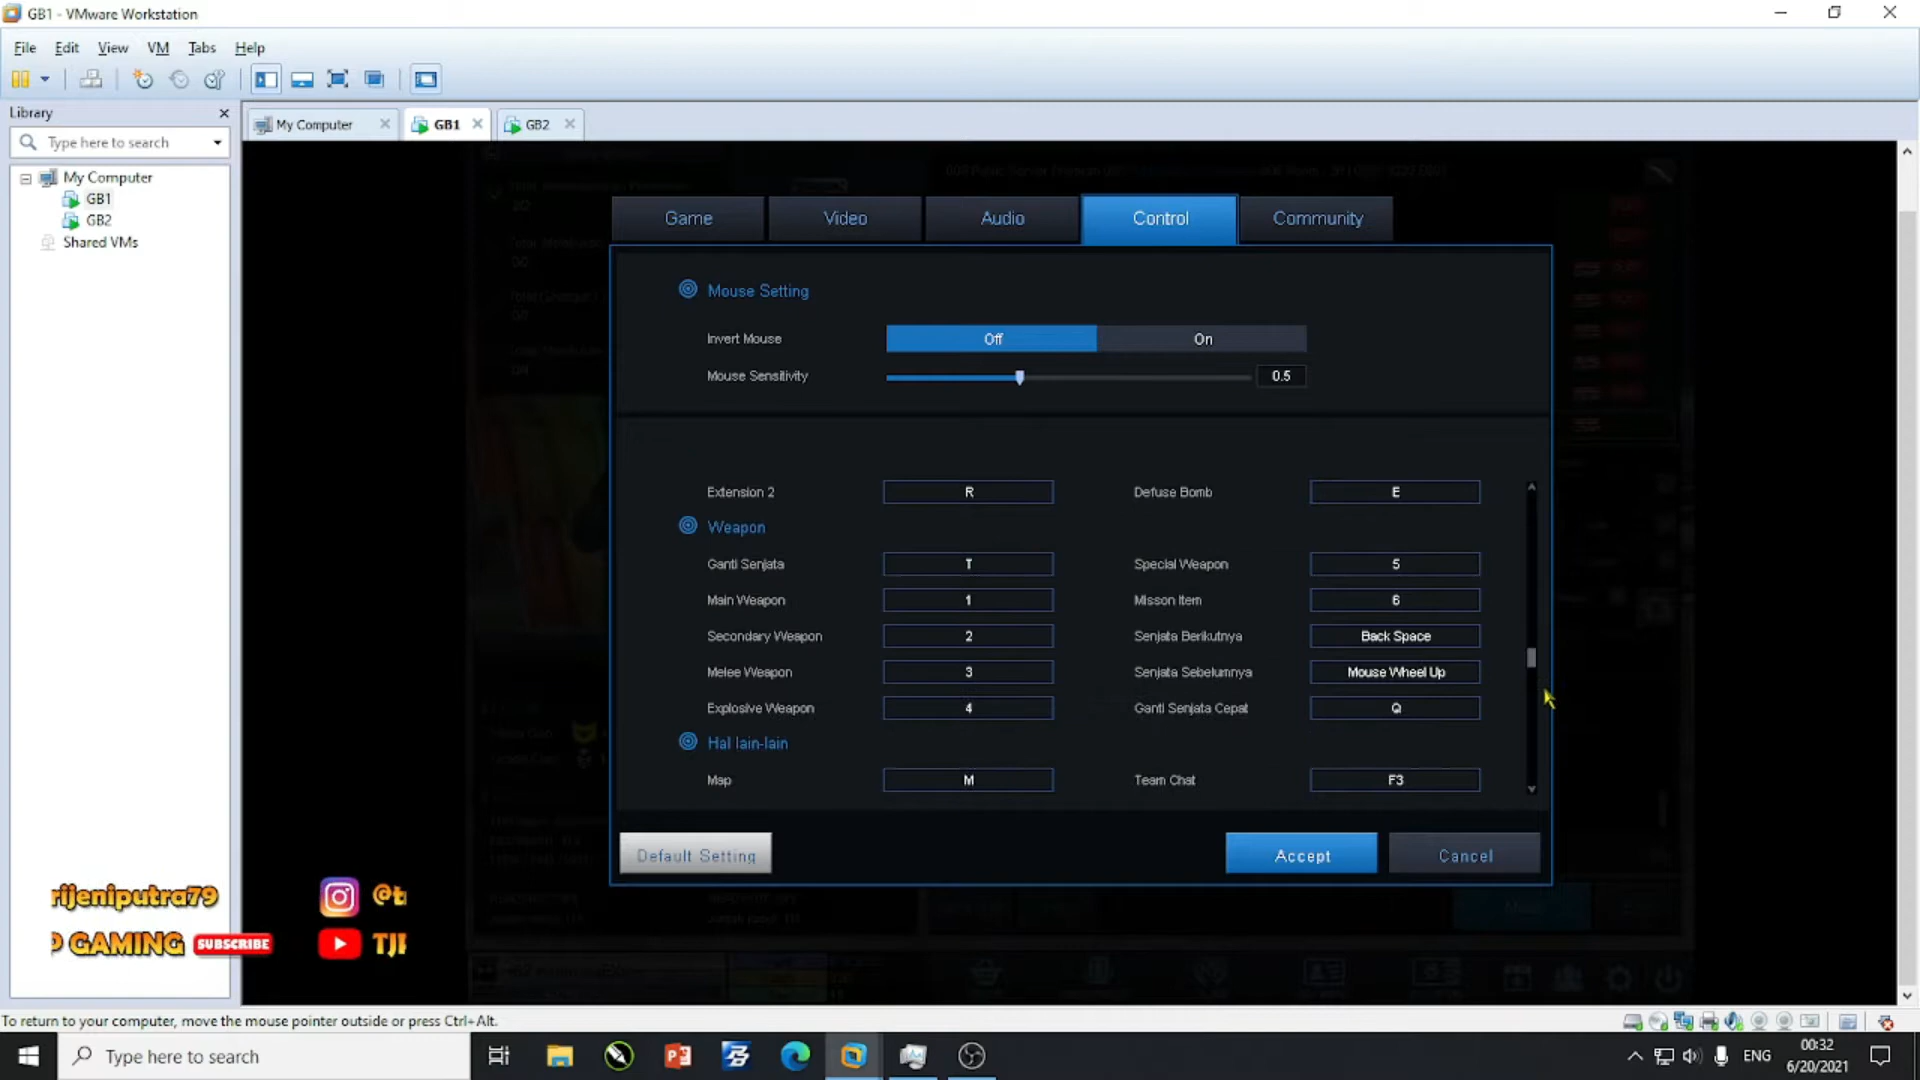 GB1 - VMware Workstation
File Edit View VM Tabs Help
Library
Type here to search
My Computer
GB1
GB2
Shared VMs
My Computer GB1 GB2
Game Video Audio Control Community
Mouse Setting
Invert Mouse Off On
Mouse Sensitivity 0.5
Extension 2 R Defuse Bomb E
Weapon
Ganti Senjata T Special Weapon 5
Main Weapon 1 Misson Item 6
Secondary Weapon 2 Senjata Berikutnya Back Space
Melee Weapon 3 Senjata Sebelumnya Mouse Wheel Up
Explosive Weapon 4 Ganti Senjata Cepat Q
Hal lain-lain
Map M Team Chat F3
Default Setting Accept Cancel
rijeniputra79 @t
GAMING SUBSCRIBE TJI
To return to your computer, move the mouse pointer outside or press Ctrl+Alt.
Type here to search
ENG
00:32
6/20/2021